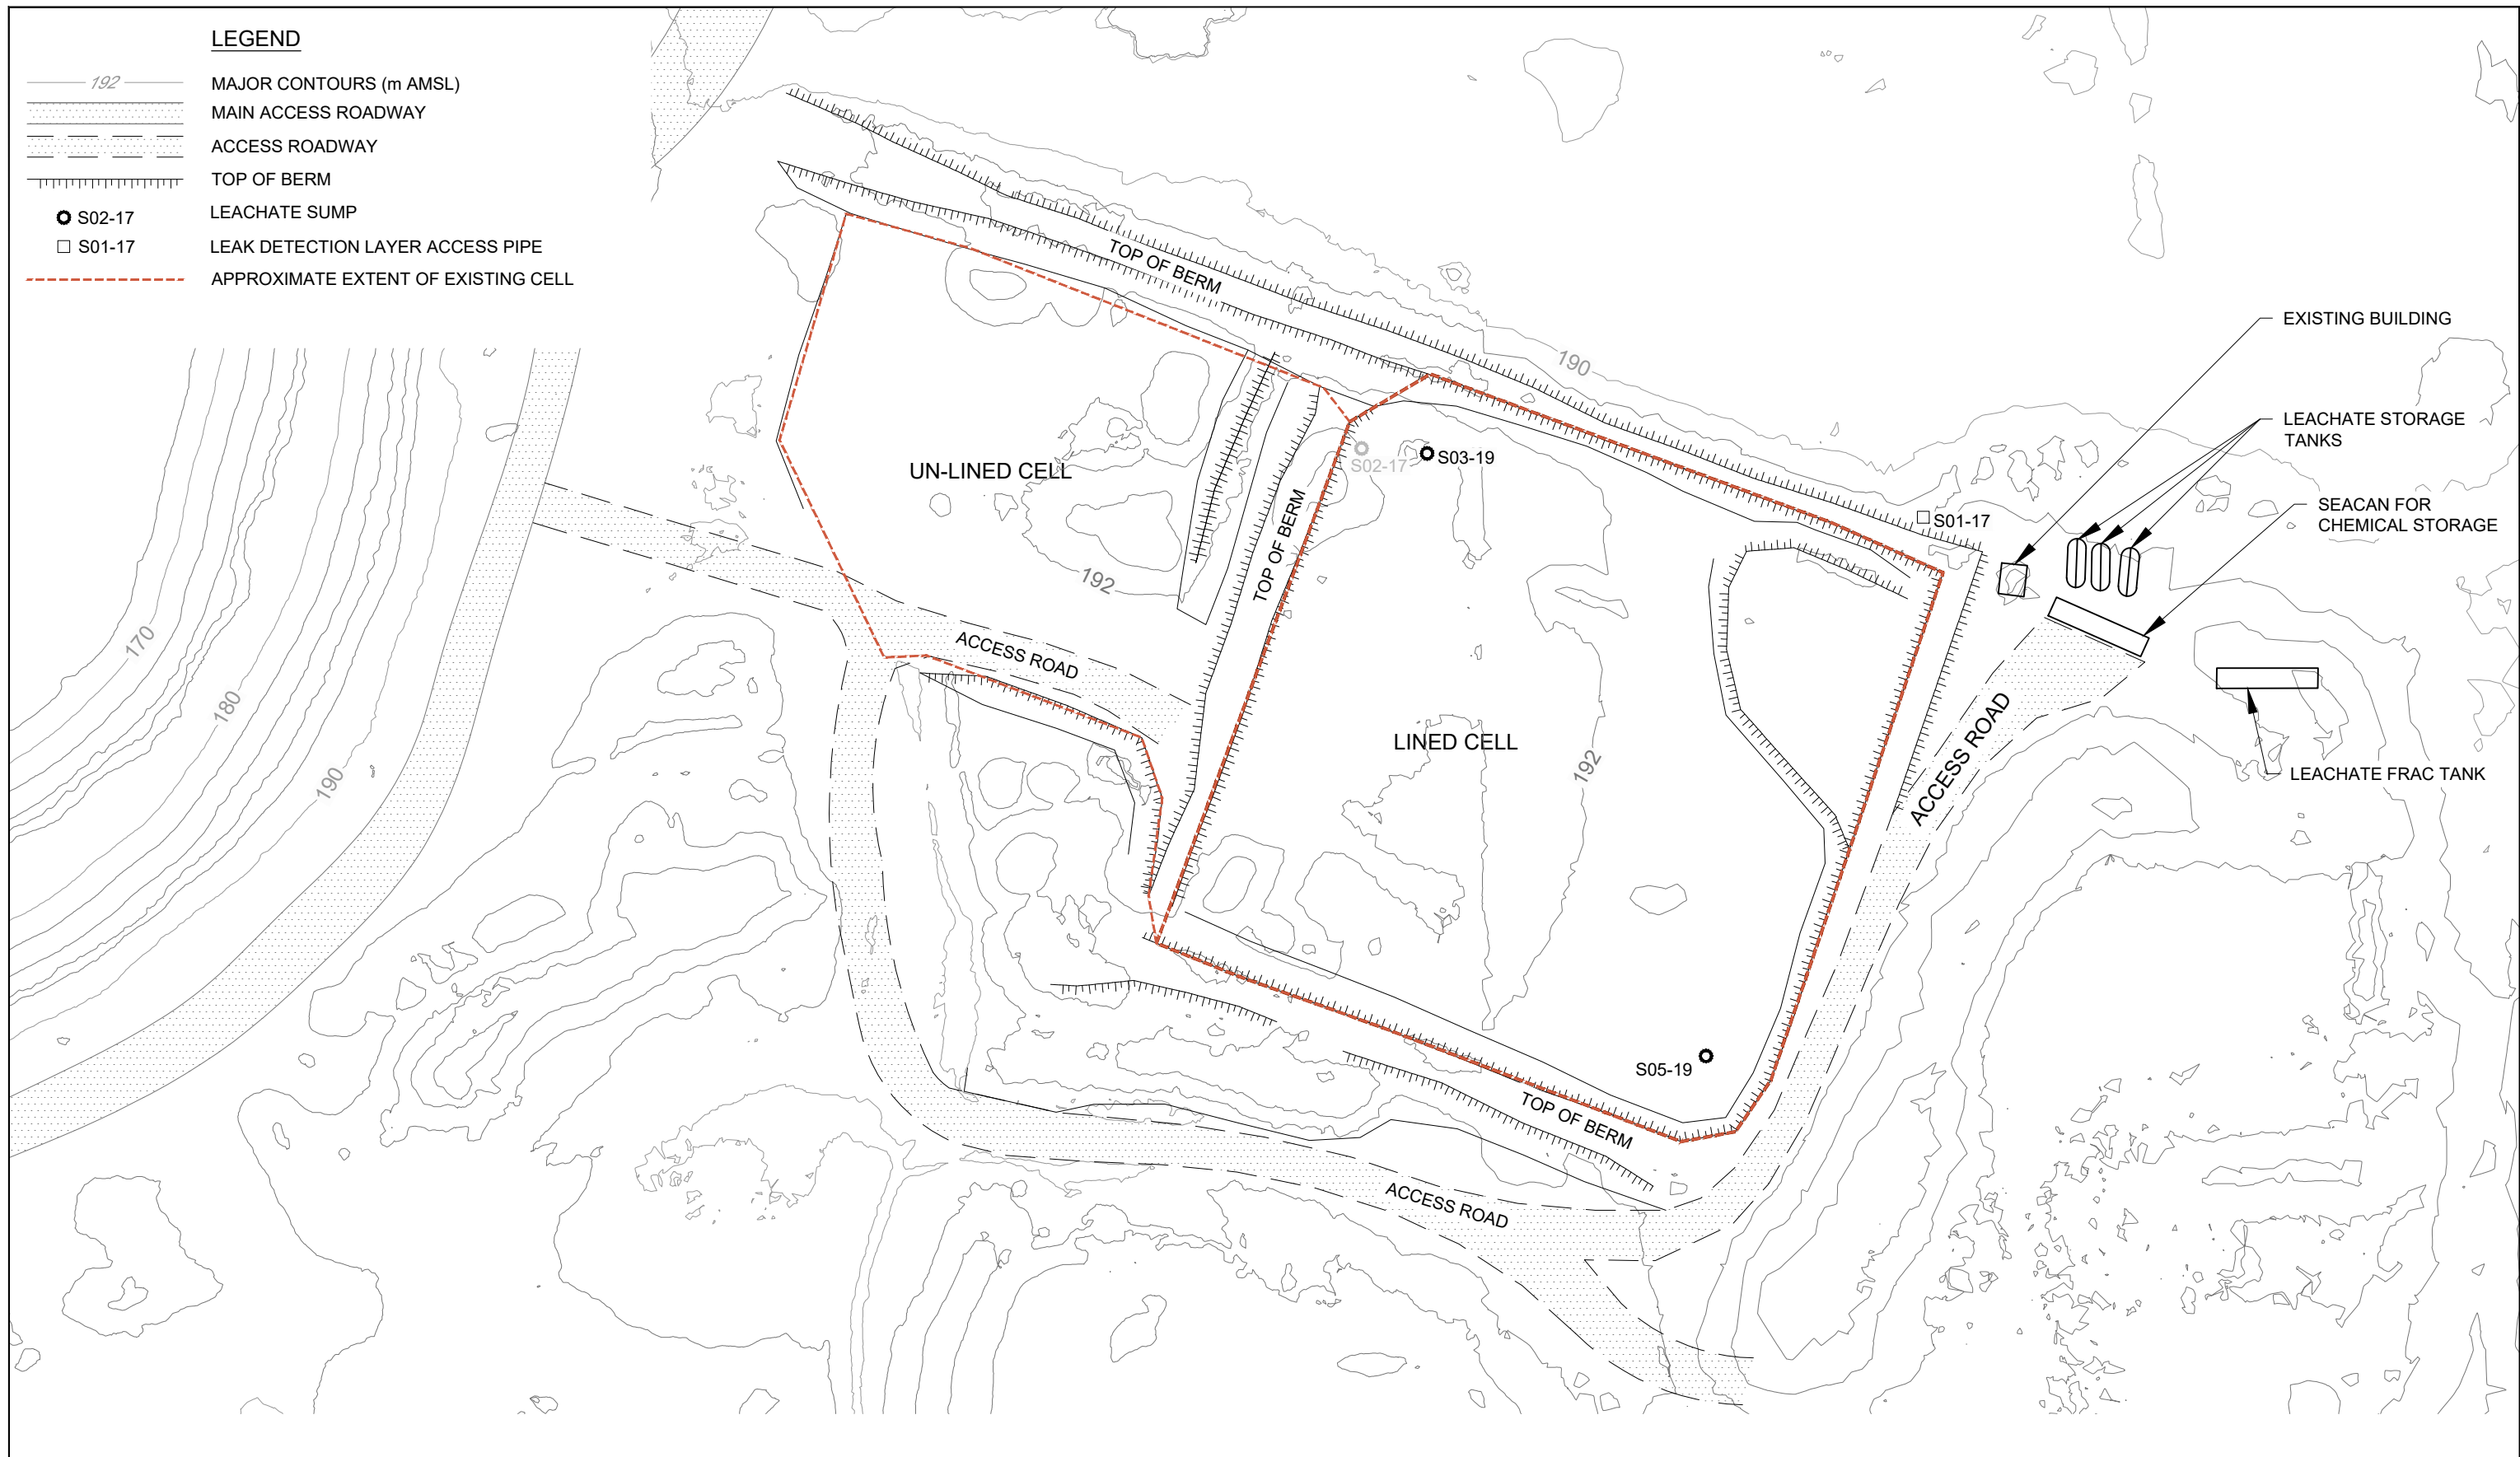 LEGEND
192
MAJOR CONTOURS (m AMSL)
MAIN ACCESS ROADWAY
ACCESS ROADWAY
TOP OF BERM
S02-17
LEACHATE SUMP
S01-17
LEAK DETECTION LAYER ACCESS PIPE
APPROXIMATE EXTENT OF EXISTING CELL
TOP OF BERM
190
EXISTING BUILDING
LEACHATE STORAGE
TANKS
SEACAN FOR
CHEMICAL STORAGE
S03-19
S02-17
UN-LINED CELL
S01-17
TOP OF BERM
192
ACCESS ROAD
170
180
190
LINED CELL
192
ACCESS ROAD
LEACHATE FRAC TANK
S05-19
TOP OF BERM
ACCESS ROAD